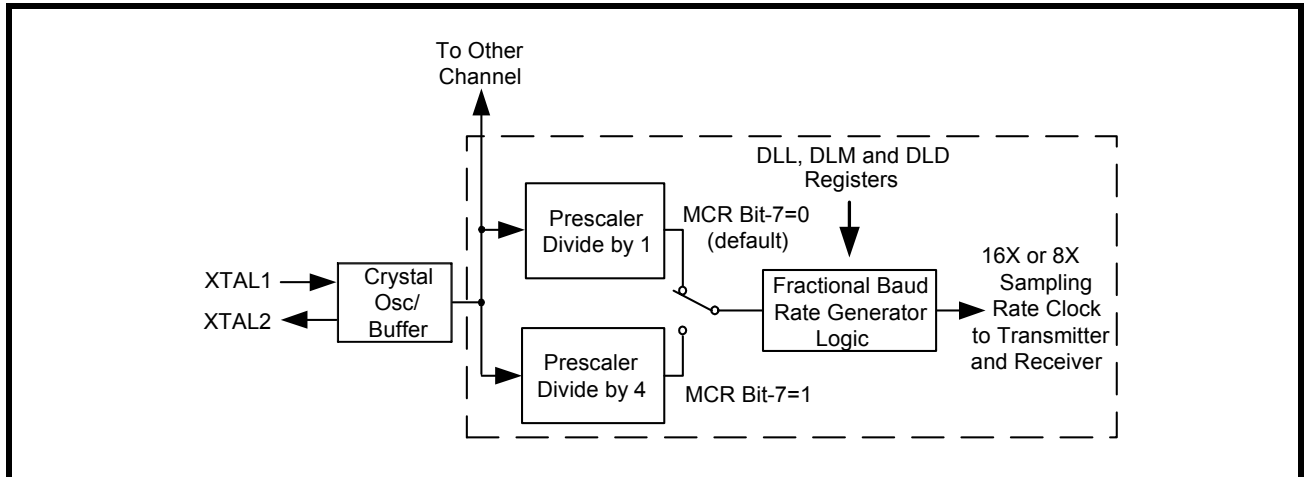 To Other
Channel
DLL, DLM and DLD
Registers
Prescaler
Divide by 1
MCR Bit-7=0
(default)
XTAL1
XTAL2
Crystal
Osc/
Buffer
Fractional Baud
Rate Generator
Logic
16X or 8X
Sampling
Rate Clock
to Transmitter
and Receiver
Prescaler
Divide by 4
MCR Bit-7=1